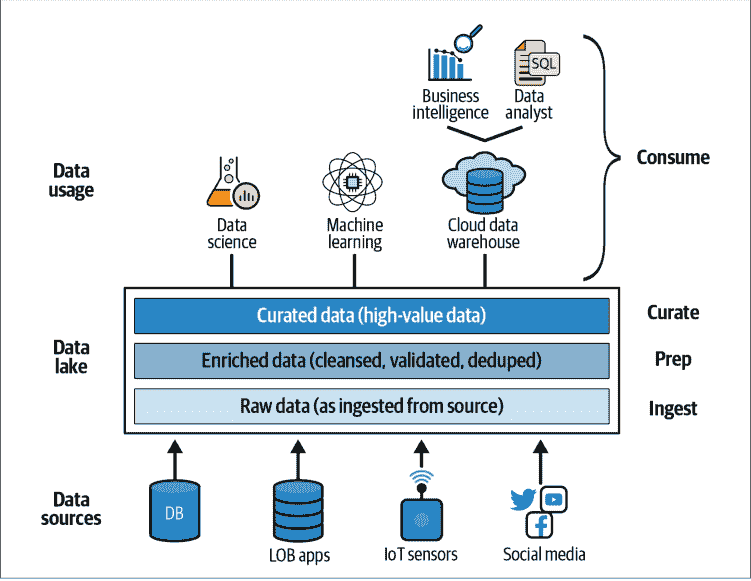 SQL
Business
intelligence
Data
analyst
Consume
Data
usage
Data
science
Machine
learning
Cloud data
warehouse
Data
lake
Curated data (high-value data)
Curate
Enriched data (cleansed, validated, deduped)
Prep
Raw data (as ingested from source)
Ingest
Data
sources
DB
LOB apps
IoT sensors
Social media